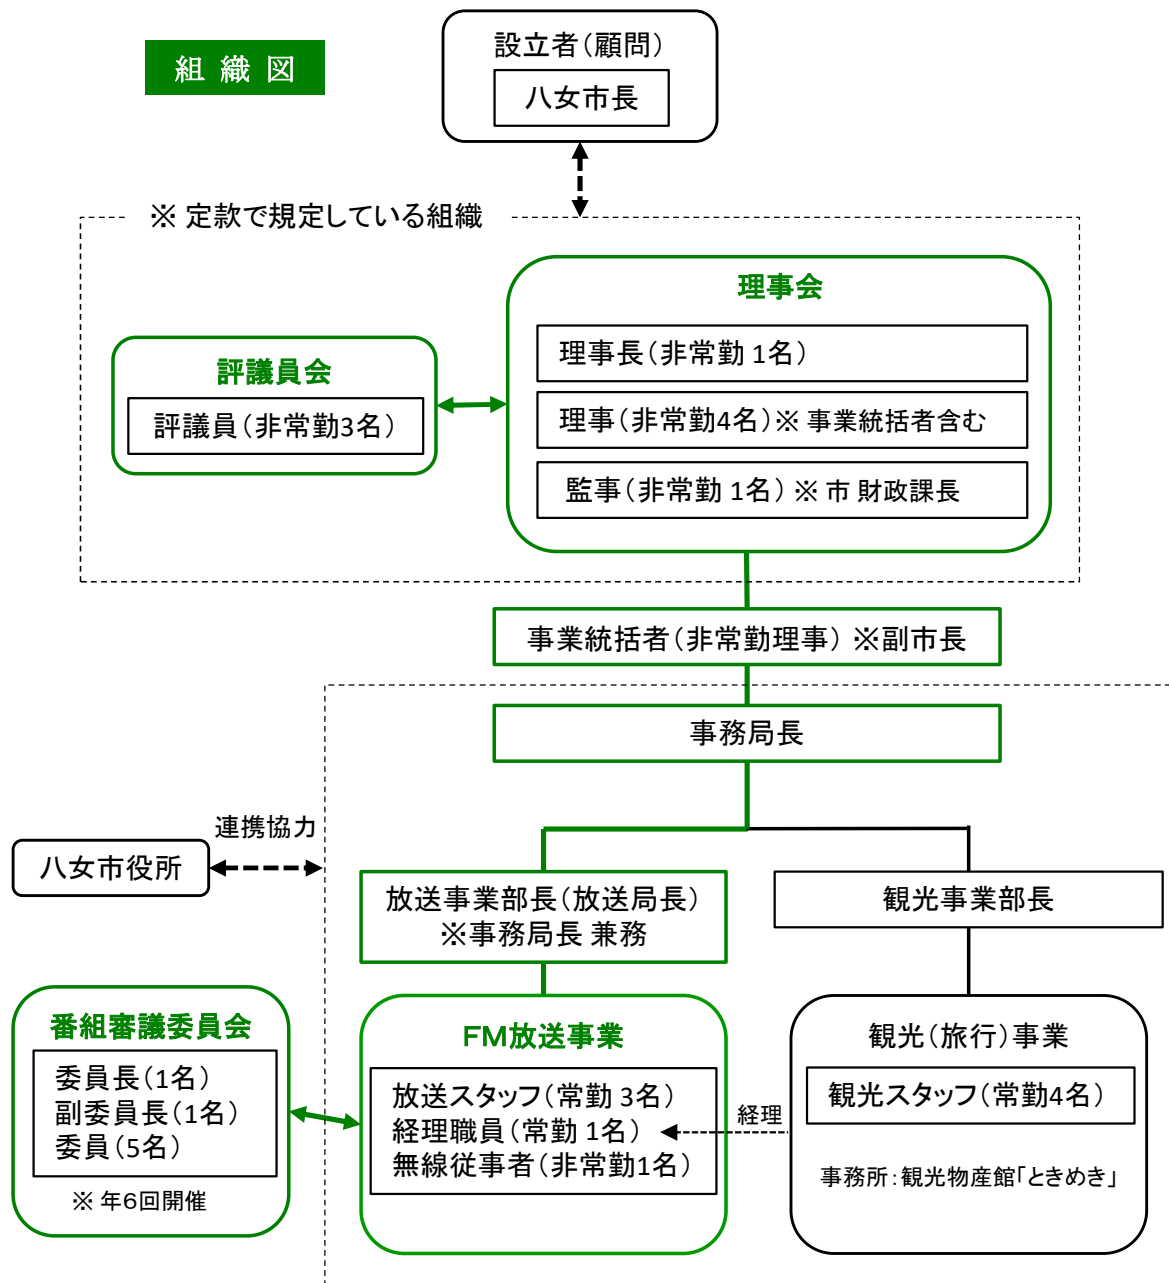 組織図
設立者（顧問）
八女市長
※ 定款で規定している組織
理事会
理事長（非常勤 1名）
理事（非常勤4名）※ 事業統括者含む
監事（非常勤 1名）※ 市 財政課長
評議員会
評議員（非常勤3名）
事業統括者（非常勤理事） ※副市長
事務局長
連携協力
八女市役所
放送事業部長（放送局長）
※事務局長 兼務
観光事業部長
番組審議委員会
委員長（1名）
副委員長（1名）
委員（5名）
※ 年６回開催
ＦＭ放送事業
放送スタッフ（常勤 3名）
経理職員（常勤 1名）
無線従事者（非常勤1名）
経理
観光（旅行）事業
観光スタッフ（常勤4名）
事務所：観光物産館「ときめき」